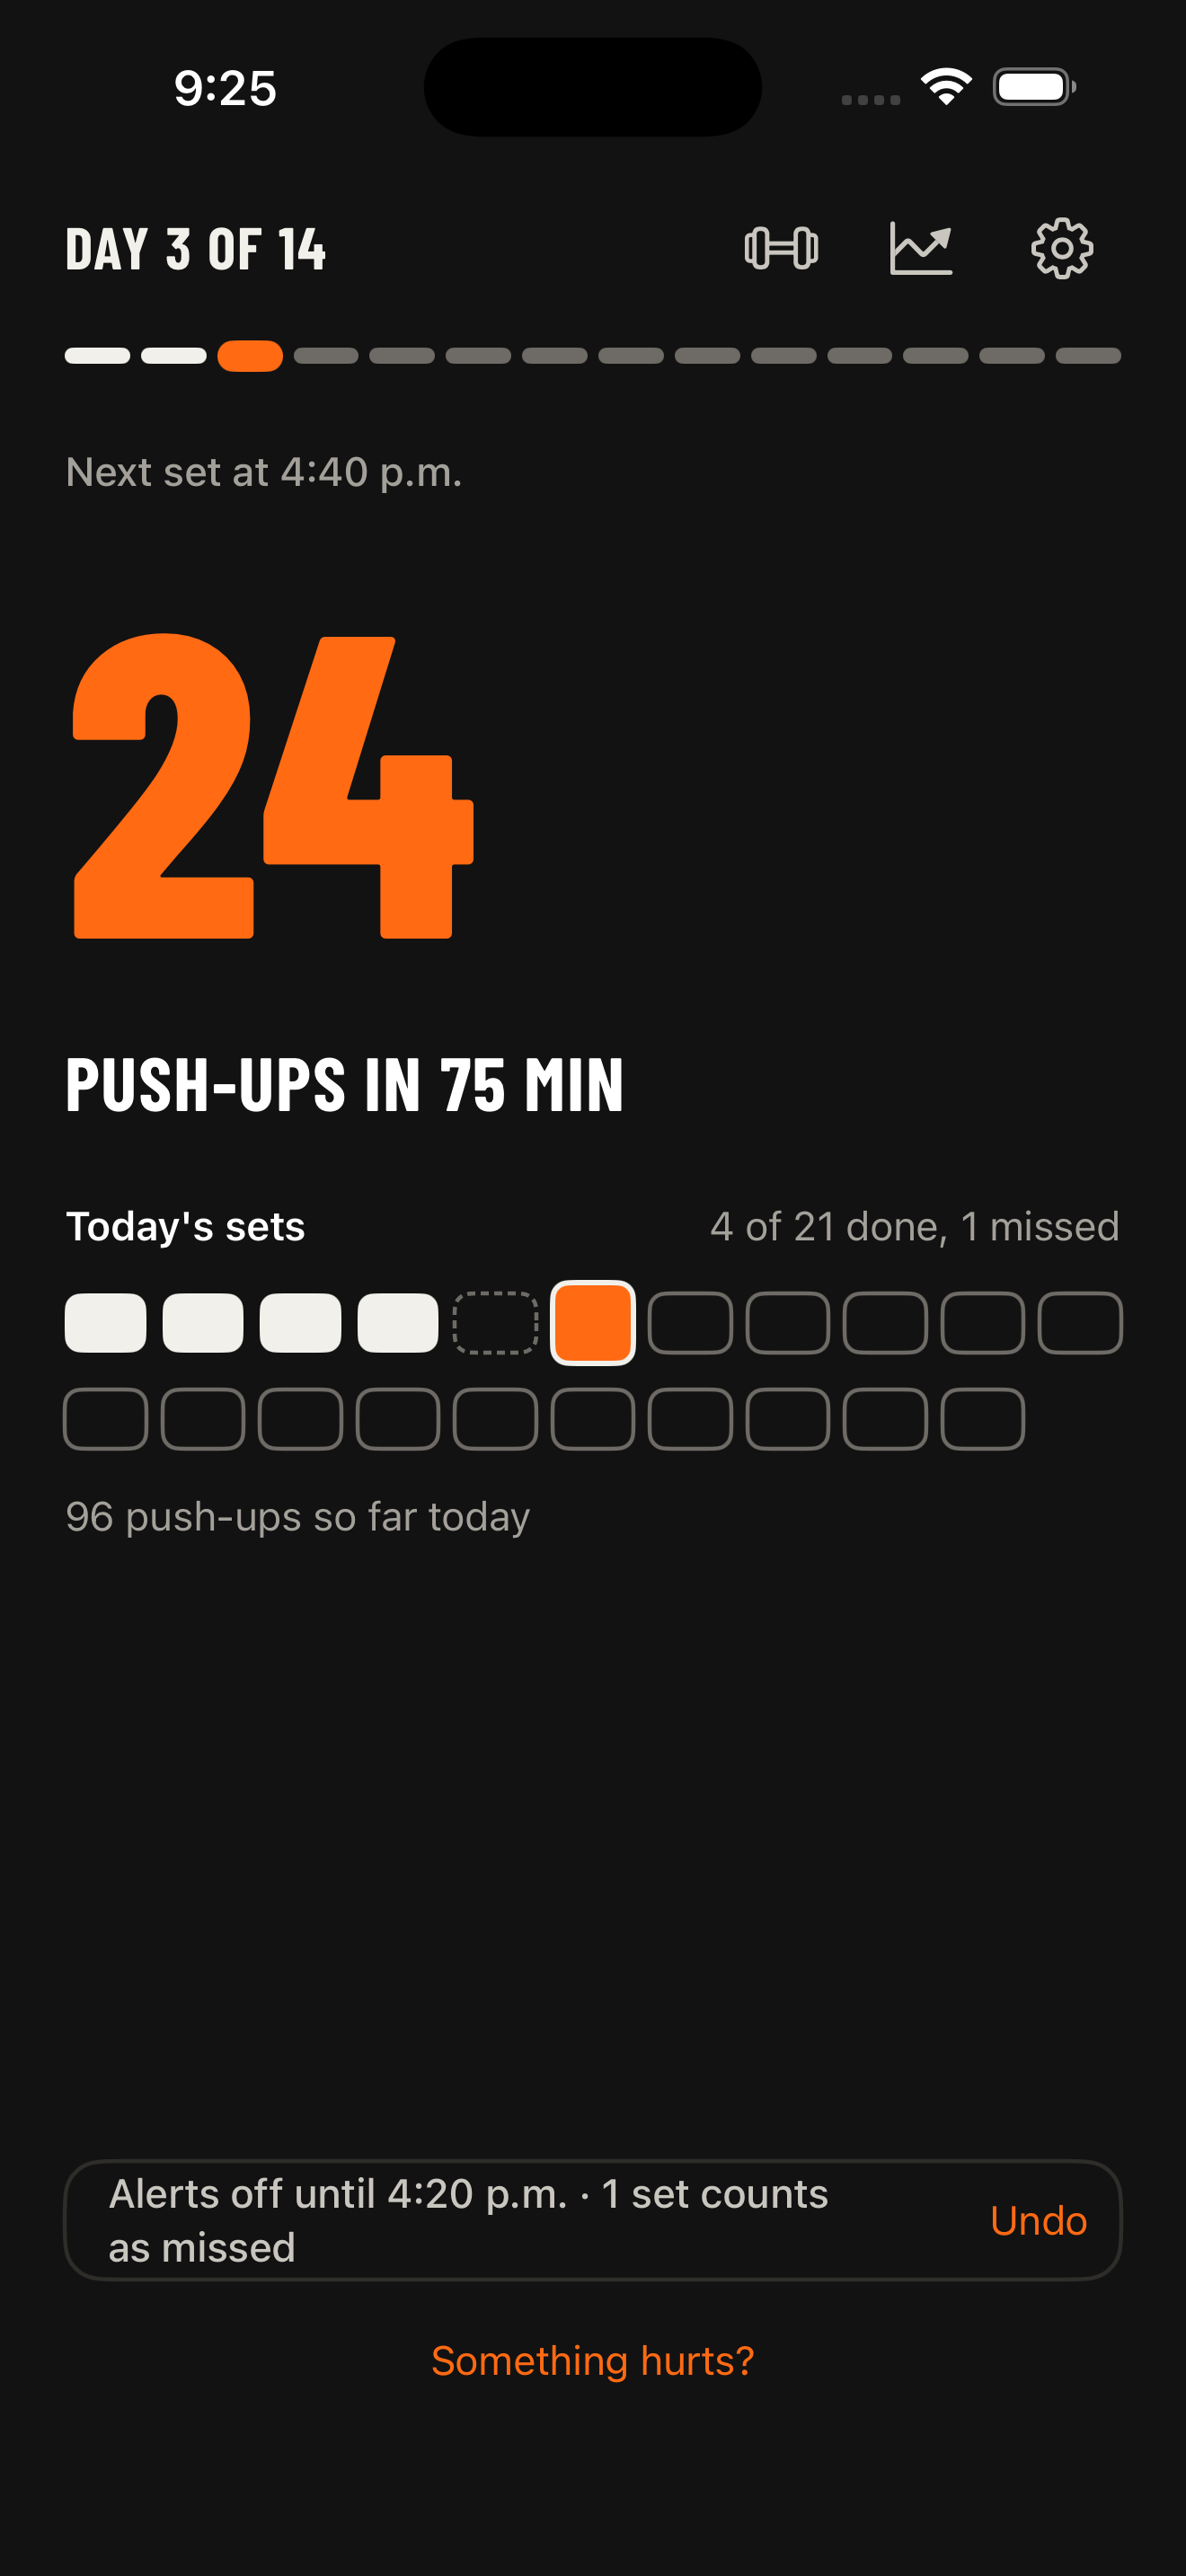 9:25
DAY 3 OF 14
Next set at 4:40 p.m.
24
PUSH-UPS IN 75 MIN
Today's sets
4 of 21 done, 1 missed
96 push-ups so far today
Alerts off until 4:20 p.m. · 1 set counts
as missed
Undo
Something hurts?